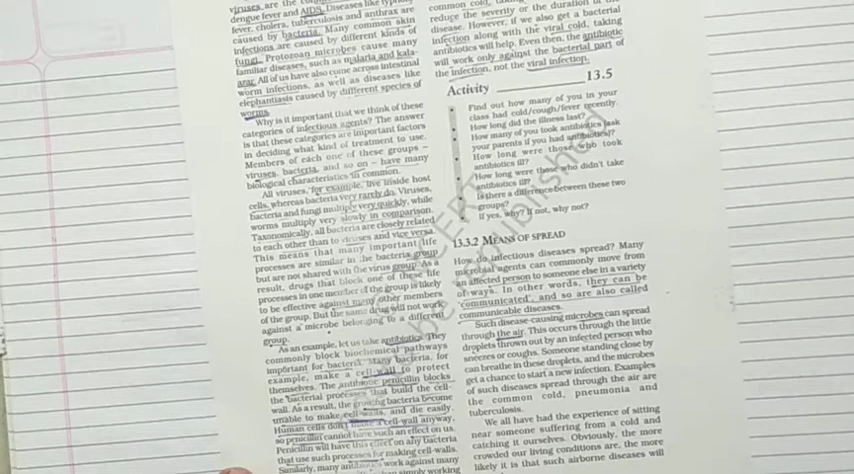 viruses are the
dengue fever and AIDS. Diseases like
fever, cholera, tuberculosis and anthrax are
caused by bacteria. Many common skin
infections are caused by different kinds of
fungi. Protozoan microbes cause many
familiar diseases, such as malaria and kala-
azar. All of us have also come across intestinal
worm infections, as well as diseases like
elephantiasis caused by different species of
worms.
Why is it important that we think of these
categories of infectious agents? The answer
is that these categories are important factors
in deciding what kind of treatment to use.
Members of each one of these groups –
viruses, bacteria, and so on – have many
biological characteristics in common.
All viruses, for example, live inside host
cells, whereas bacteria very rarely do. Viruses,
bacteria and fungi multiply very quickly, while
worms multiply very slowly in comparison.
Taxonomically, all bacteria are closely related
to each other than to viruses and vice versa.
This means that many important life
processes are similar in the bacteria group
but are not shared with the virus group. As a
result, drugs that block one of these life
processes in one member of the group is likely
to be effective against many other members
of the group. But the same drug will not work
against a microbe belonging to a different
group.
As an example, let us take antibiotics. They
commonly block biochemical pathways
important for bacteria. Many bacteria, for
example, make a cell-wall to protect
themselves. The antibiotic penicillin blocks
the bacterial processes that build the cell-
wall. As a result, the growing bacteria become
unable to make cell-walls, and die easily.
Human cells don't make a cell-wall anyway,
so penicillin cannot have such an effect on us.
Penicillin will have this effect on any bacteria
that use such processes for making cell-walls.
Similarly, many antibiotics work against many
simply working
common cold,
reduce the severity or the duration of the
disease. However, if we also get a bacterial
infection along with the viral cold, taking
antibiotics will help. Even then, the antibiotic
will work only against the bacterial part of
the infection, not the viral infection.
Activity 13.5
Find out how many of you in your
class had cold/cough/fever recently.
How long did the illness last?
How many of you took antibiotics (ask
your parents if you had antibiotics)?
How long were those who took
antibiotics ill?
How long were those who didn't take
antibiotics ill?
Is there a difference between these two
groups?
If yes, why? If not, why not?
13.3.2 MEANS OF SPREAD
How do infectious diseases spread? Many
microbial agents can commonly move from
an affected person to someone else in a variety
of ways. In other words, they can be
'communicated', and so are also called
communicable diseases.
Such disease-causing microbes can spread
through the air. This occurs through the little
droplets thrown out by an infected person who
sneezes or coughs. Someone standing close by
can breathe in these droplets, and the microbes
get a chance to start a new infection. Examples
of such diseases spread through the air are
the common cold, pneumonia and
tuberculosis.
We all have had the experience of sitting
near someone suffering from a cold and
catching it ourselves. Obviously, the more
crowded our living conditions are, the more
likely it is that such airborne diseases will